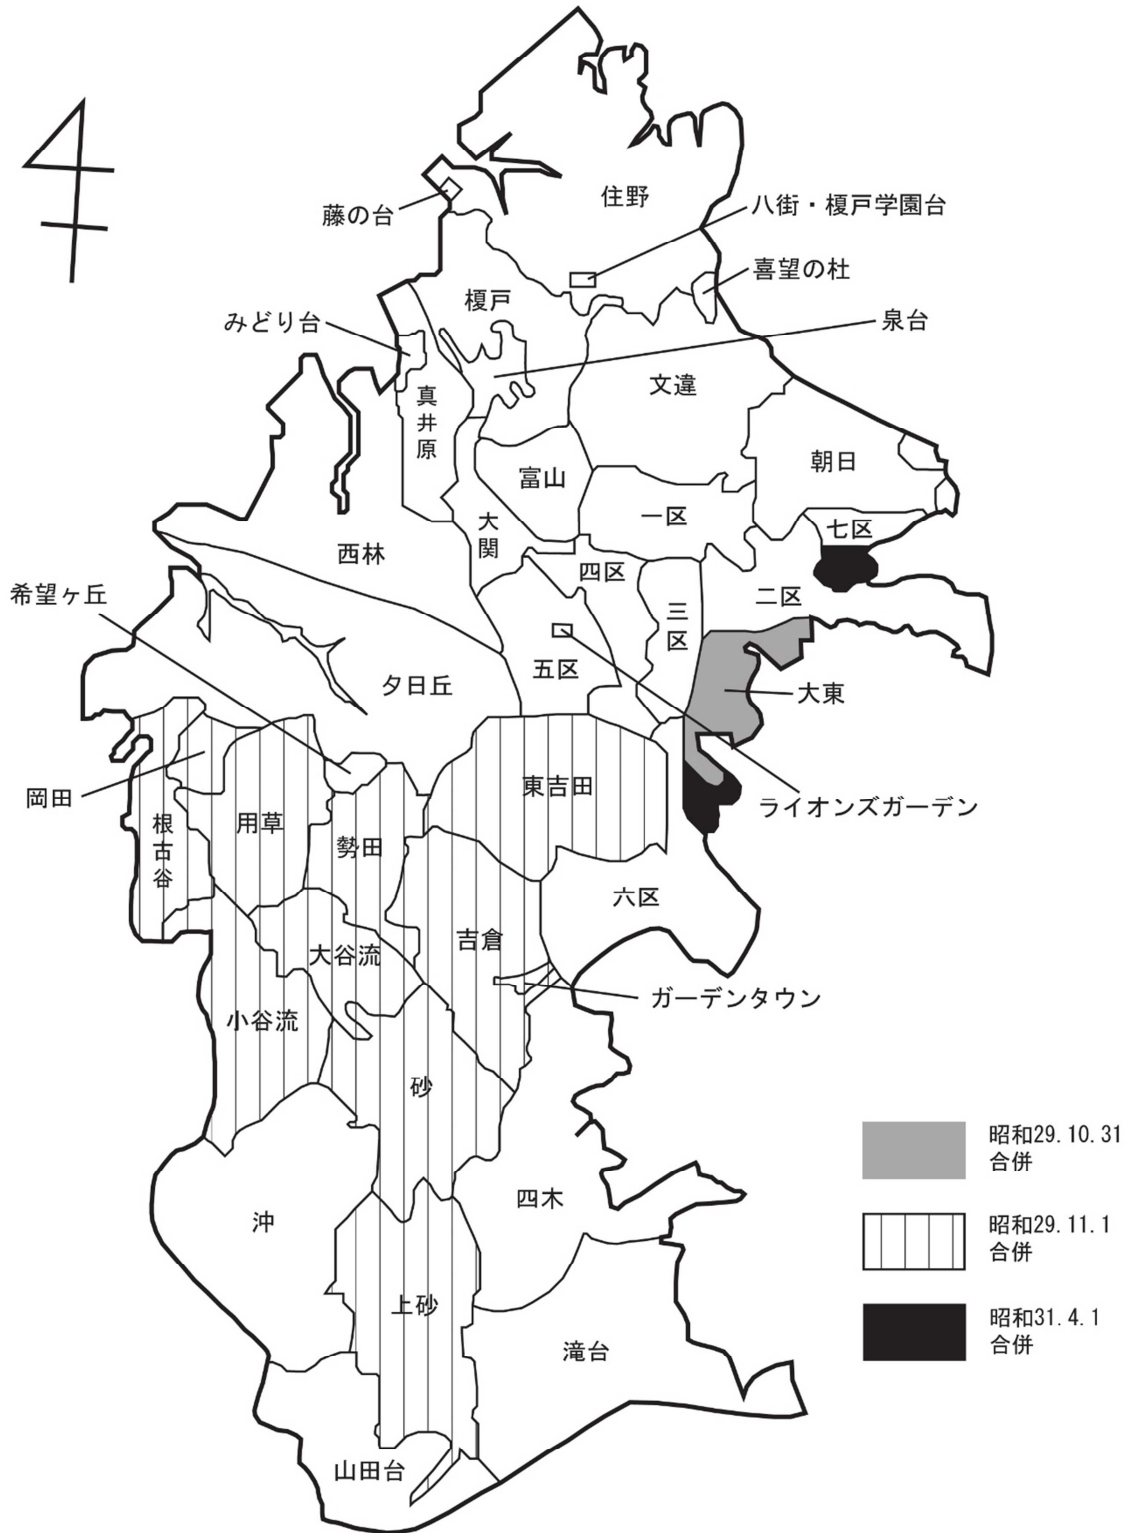 住野
八街・榎戸学園台
藤の台
喜望の杜
榎戸
みどり台
泉台
文違
真井原
朝日
富山
一区
大関
七区
西林
四区
希望ヶ丘
二区
三区
五区
夕日丘
大東
岡田
東吉田
ライオンズガーデン
根古谷
用草
勢田
六区
吉倉
大谷流
ガーデンタウン
小谷流
砂
昭和29.10.31
合併
四木
沖
昭和29.11.1
合併
上砂
昭和31.4.1
合併
滝台
山田台